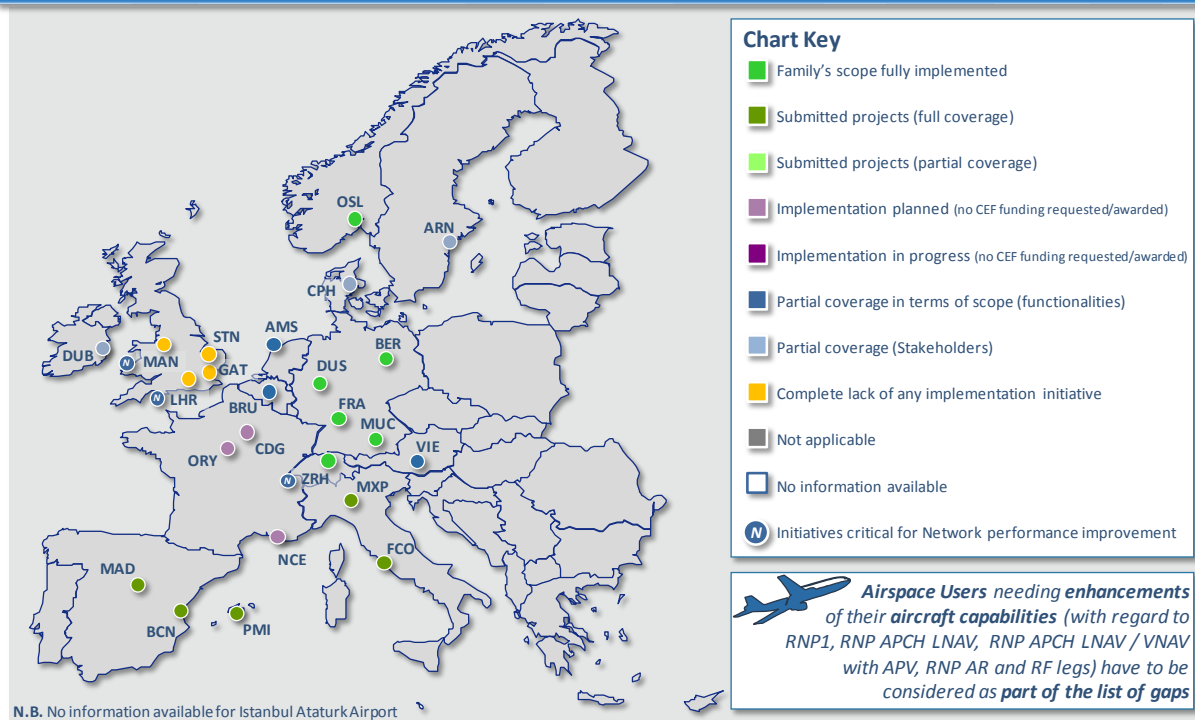 OSL
ARN
CPH
AMS
STN
DUB
N
MAN
GAT
BER
DUS
N
LHR
BRU
FRA
MUC
VIE
CDG
ORY
N
ZRH
MXP
NCE
FCO
MAD
BCN
PMI
N.B. No information available for Istanbul Ataturk Airport
Chart Key
Family's scope fully implemented
Submitted projects (full coverage)
Submitted projects (partial coverage)
Implementation planned (no CEF funding requested/awarded)
Implementation in progress (no CEF funding requested/awarded)
Partial coverage in terms of scope (functionalities)
Partial coverage (Stakeholders)
Complete lack of any implementation initiative
Not applicable
No information available
N Initiatives critical for Network performance improvement
Airspace Users needing enhancements
of their aircraft capabilities (with regard to
RNP1, RNP APCH LNAV, RNP APCH LNAV / VNAV
with APV, RNP AR and RF legs) have to be
considered as part of the list of gaps